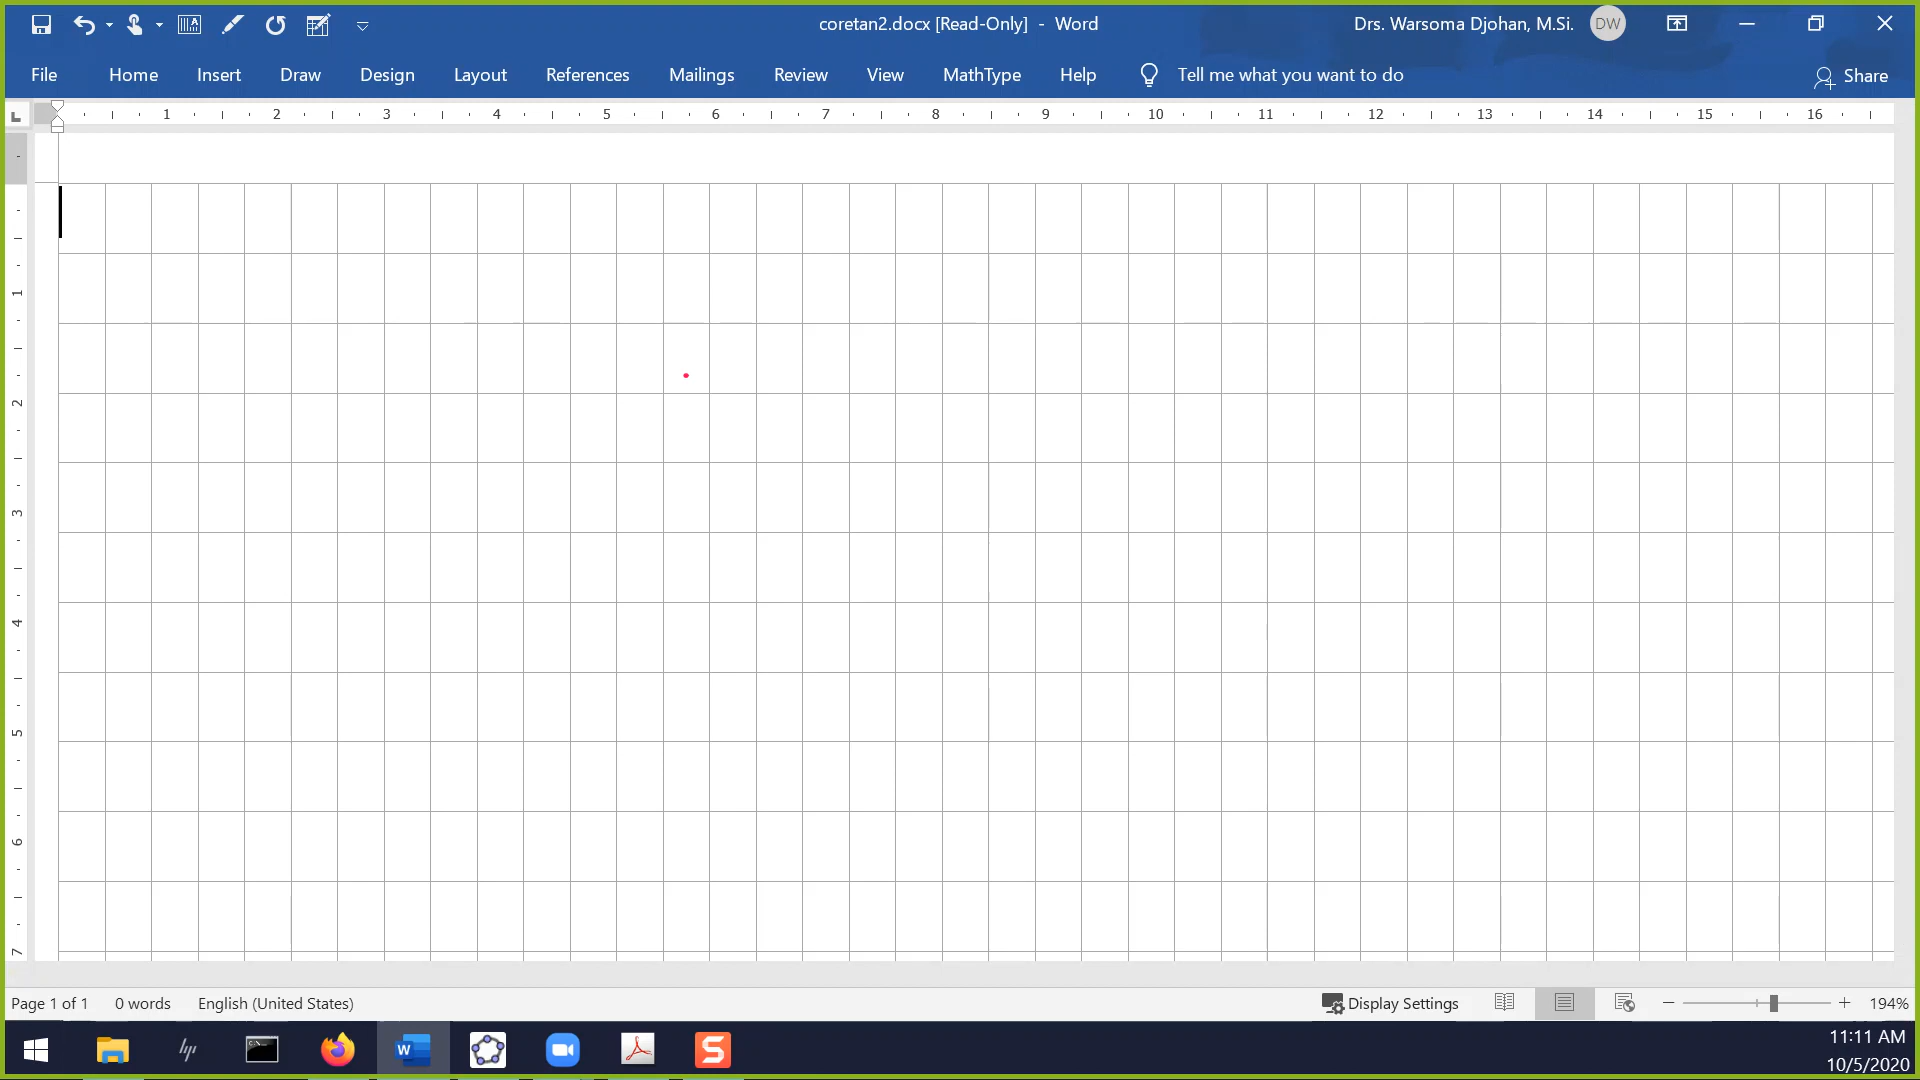 coretan2.docx [Read-Only] - Word
Drs. Warsoma Djohan, M.Si.
DW
File Home Insert Draw Design Layout References Mailings Review View MathType Help Tell me what you want to do
Share
1 2 3 4 5 6 7 8 9 10 11 12 13 14 15 16
1
2
3
4
5
6
7
Page 1 of 1 0 words English (United States)
Display Settings
194%
11:11 AM
10/5/2020